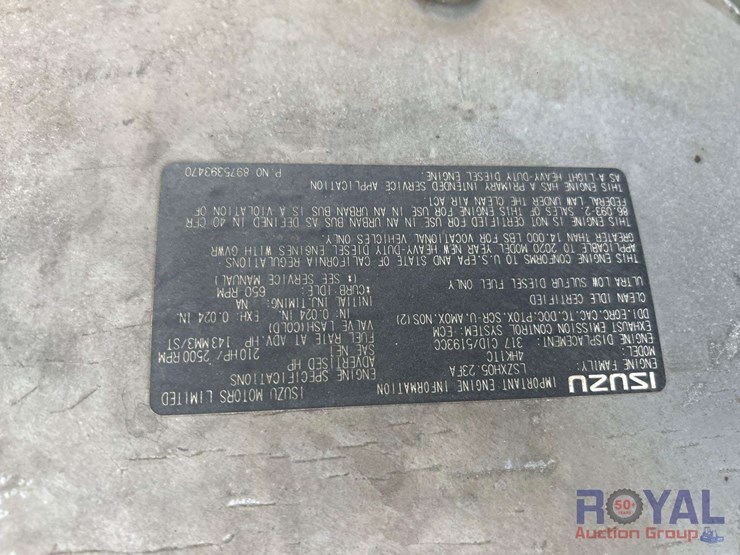 ISUZU
IMPORTANT ENGINE INFORMATION
ISUZU MOTORS LIMITED
ENGINE FAMILY: LSZXH05.23FA
MODEL: 4HK1TC
ENGINE DISPLACEMENT: 317 CID/5193CC
EXHAUST EMISSION CONTROL SYSTEM: ECM
DDI·EGRC·CAC·TC·DOC·PTOX·SCR-U·AMOX·NOS(2)
CLEAN IDLE CERTIFIED
ULTRA LOW SULFUR DIESEL FUEL ONLY
ENGINE SPECIFICATIONS
ADVERTISED HP
SAE NET 210HP/ 2500RPM
FUEL RATE AT ADV. HP 143MM3/ST
VALVE LASH(COLD)
IN: 0.024 IN. EXH: 0.024 IN.
INITIAL INJ TIMING: NA
*CURB-IDLE: 650 RPM
(* SEE SERVICE MANUAL)
THIS ENGINE CONFORMS TO U.S.EPA AND STATE OF CALIFORNIA REGULATIONS
APPLICABLE TO 2020 MODEL YEAR NEW HEAVY-DUTY DIESEL ENGINES WITH GVWR
GREATER THAN 14,000 LBS FOR VOCATIONAL VEHICLES ONLY
THIS ENGINE IS NOT CERTIFIED FOR USE IN AN URBAN BUS AS DEFINED AS 40 CFR
86.093-2. SALES OF THIS ENGINE FOR USE IN AN URBAN BUS IS A VIOLATION OF
FEDERAL LAW UNDER THE CLEAN AIR ACT
THIS ENGINE HAS A PRIMARY INTENDED SERVICE APPLICATION
AS A LIGHT HEAVY-DUTY DIESEL ENGINE.
P.NO 8975393470
ROYAL
50
Auction Group